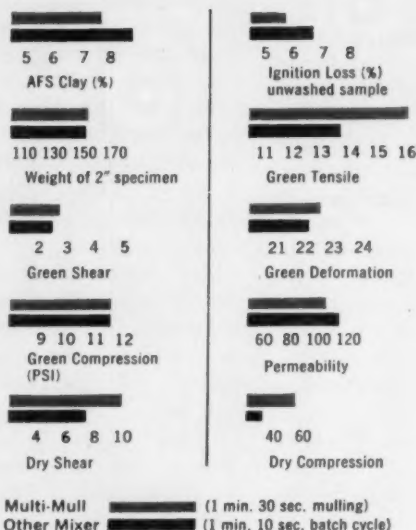 5 6 7 8
AFS Clay (%)
110 130 150 170
Weight of 2" specimen
2 3 4 5
Green Shear
9 10 11 12
Green Compression
(PSI)
4 6 8 10
Dry Shear
5 6 7 8
Ignition Loss (%)
unwashed sample
11 12 13 14 15 16
Green Tensile
21 22 23 24
Green Deformation
60 80 100 120
Permeability
40 60
Dry Compression
Multi-Mull (1 min. 30 sec. mulling)
Other Mixer (1 min. 10 sec. batch cycle)